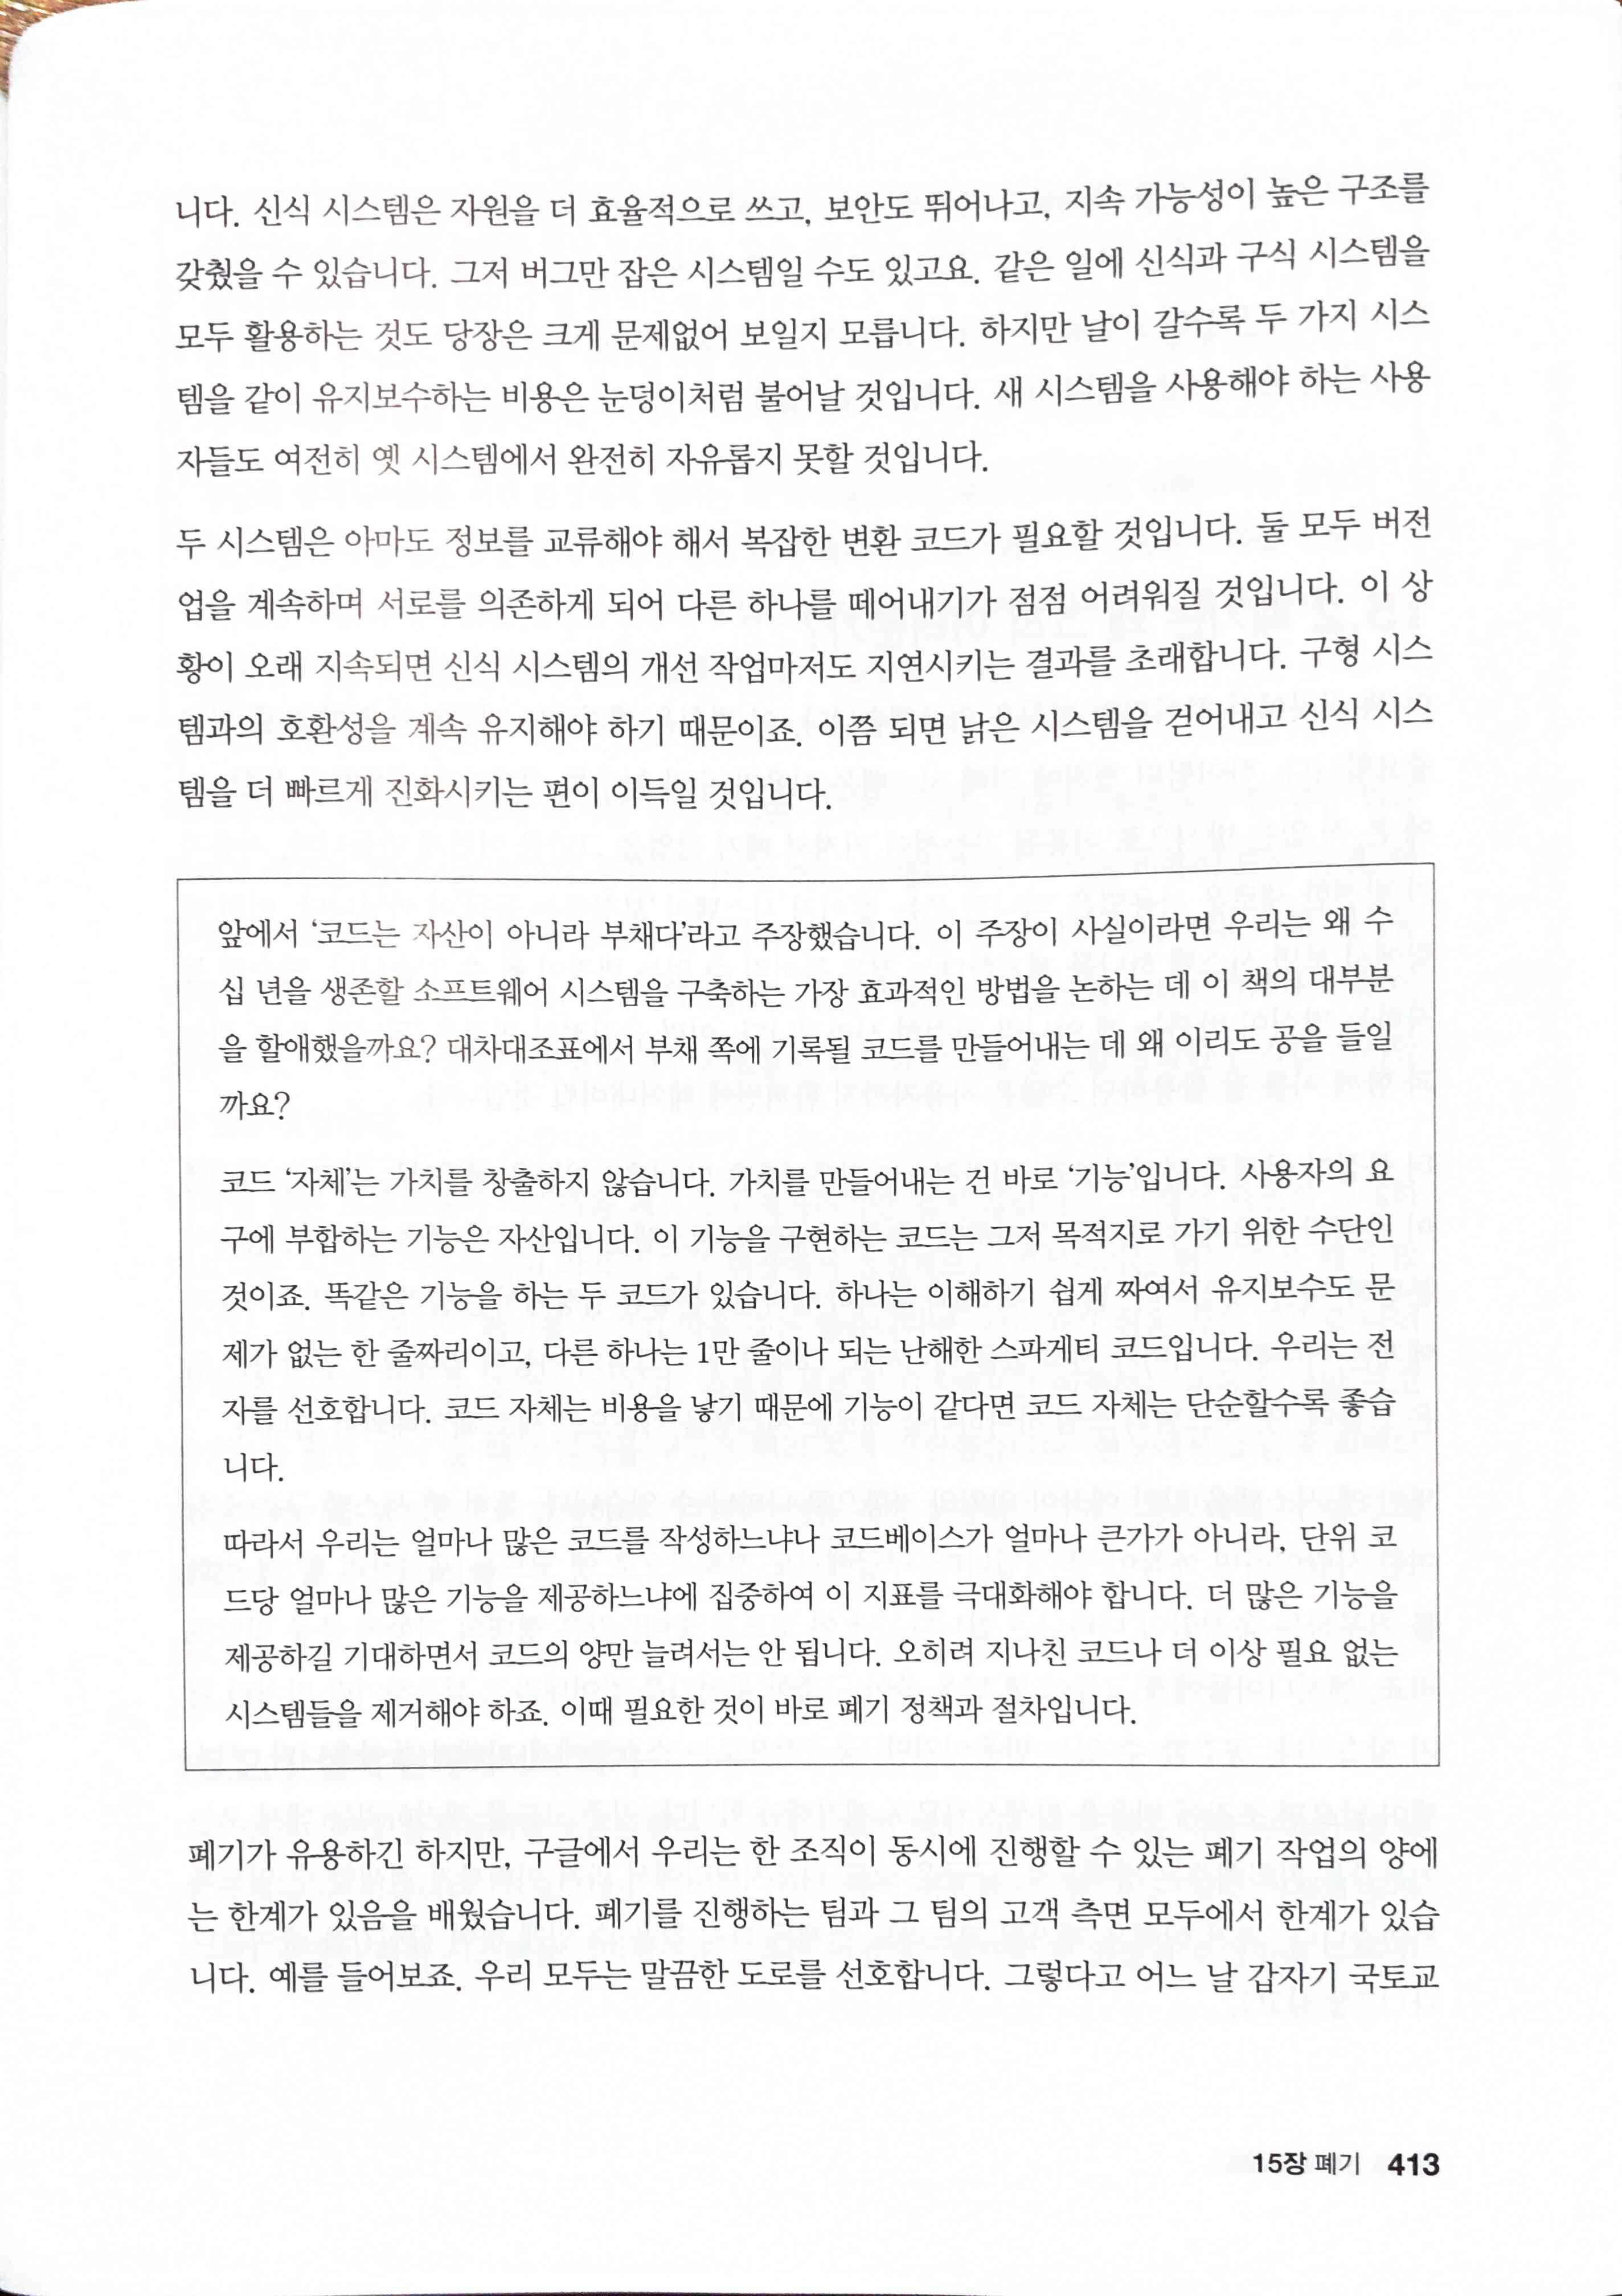 니다. 신식 시스템은 자원을 더 효율적으로 쓰고, 보안도 뛰어나고, 지속 가능성이 높은 구조를
갖췄을 수 있습니다. 그저 버그만 잡은 시스템일 수도 있고요. 같은 일에 신식과 구식 시스템을
모두 활용하는 것도 당장은 크게 문제없어 보일지 모릅니다. 하지만 날이 갈수록 두 가지 시스
템을 같이 유지보수하는 비용은 눈덩이처럼 불어날 것입니다. 새 시스템을 사용해야 하는 사용
자들도 여전히 옛 시스템에서 완전히 자유롭지 못할 것입니다.
두 시스템은 아마도 정보를 교류해야 해서 복잡한 변환 코드가 필요할 것입니다. 둘 모두 버전
업을 계속하며 서로를 의존하게 되어 다른 하나를 떼어내기가 점점 어려워질 것입니다. 이 상
황이 오래 지속되면 신식 시스템의 개선 작업마저도 지연시키는 결과를 초래합니다. 구형 시스
템과의 호환성을 계속 유지해야 하기 때문이죠. 이쯤 되면 낡은 시스템을 걷어내고 신식 시스
템을 더 빠르게 진화시키는 편이 이득일 것입니다.
앞에서 ‘코드는 자산이 아니라 부채다’라고 주장했습니다. 이 주장이 사실이라면 우리는 왜 수
십 년을 생존할 소프트웨어 시스템을 구축하는 가장 효과적인 방법을 논하는 데 이 책의 대부분
을 할애했을까요? 대차대조표에서 부채 쪽에 기록될 코드를 만들어내는 데 왜 이리도 공을 들일
까요?
코드 ‘자체’는 가치를 창출하지 않습니다. 가치를 만들어내는 건 바로 ‘기능’입니다. 사용자의 요
구에 부합하는 기능은 자산입니다. 이 기능을 구현하는 코드는 그저 목적지로 가기 위한 수단인
것이죠. 똑같은 기능을 하는 두 코드가 있습니다. 하나는 이해하기 쉽게 짜여서 유지보수도 문
제가 없는 한 줄짜리이고, 다른 하나는 1만 줄이나 되는 난해한 스파게티 코드입니다. 우리는 전
자를 선호합니다. 코드 자체는 비용을 낳기 때문에 기능이 같다면 코드 자체는 단순할수록 좋습
니다.
따라서 우리는 얼마나 많은 코드를 작성하느냐나 코드베이스가 얼마나 큰가가 아니라, 단위 코
드당 얼마나 많은 기능을 제공하느냐에 집중하여 이 지표를 극대화해야 합니다. 더 많은 기능을
제공하길 기대하면서 코드의 양만 늘려서는 안 됩니다. 오히려 지나친 코드나 더 이상 필요 없는
시스템들을 제거해야 하죠. 이때 필요한 것이 바로 폐기 정책과 절차입니다.
폐기가 유용하긴 하지만, 구글에서 우리는 한 조직이 동시에 진행할 수 있는 폐기 작업의 양에
는 한계가 있음을 배웠습니다. 폐기를 진행하는 팀과 그 팀의 고객 측면 모두에서 한계가 있습
니다. 예를 들어보죠. 우리 모두는 말끔한 도로를 선호합니다. 그렇다고 어느 날 갑자기 국토교
15장 폐기 413